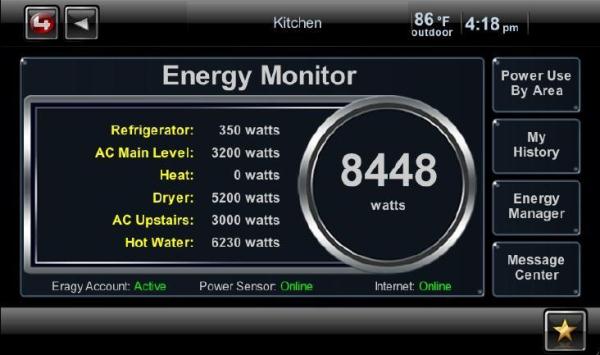 Kitchen
86 °F
outdoor
4:18 pm
Energy Monitor
Refrigerator: 350 watts
AC Main Level: 3200 watts
Heat: 0 watts
Dryer: 5200 watts
AC Upstairs: 3000 watts
Hot Water: 6230 watts
8448
watts
Eragy Account: Active
Power Sensor: Online
Internet: Online
Power Use
By Area
My
History
Energy
Manager
Message
Center